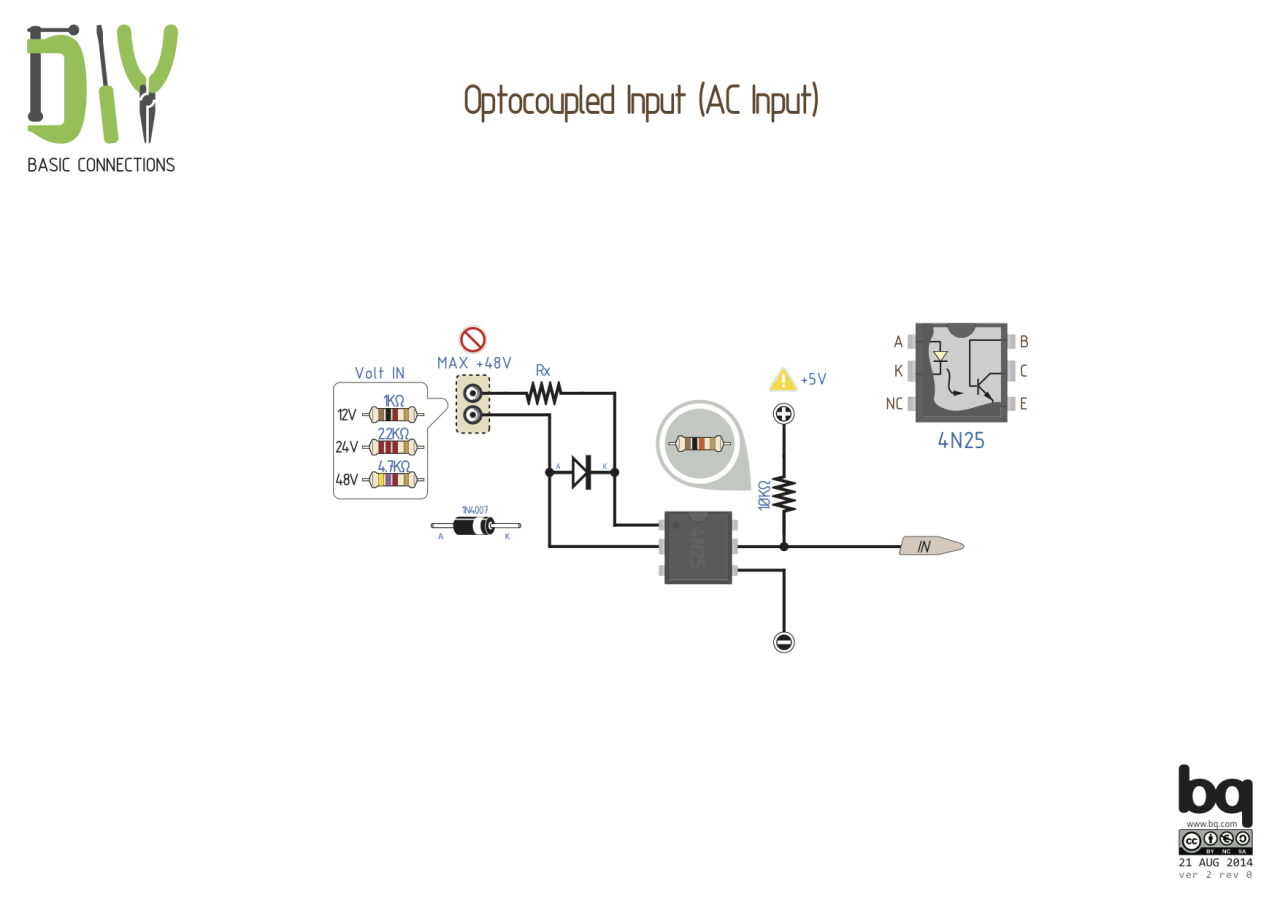 DIY
BASIC CONNECTIONS
Optocoupled Input (AC Input)
MAX +48V
Rx
Volt IN
12V
1KΩ
24V
2.2KΩ
48V
4.7KΩ
A
K
1N4007
A
K
10KΩ
+5V
4N25
IN
A
K
NC
B
C
E
4N25
bq
www.bq.com
cc
BY NC SA
21 AUG 2014
ver 2 rev 0